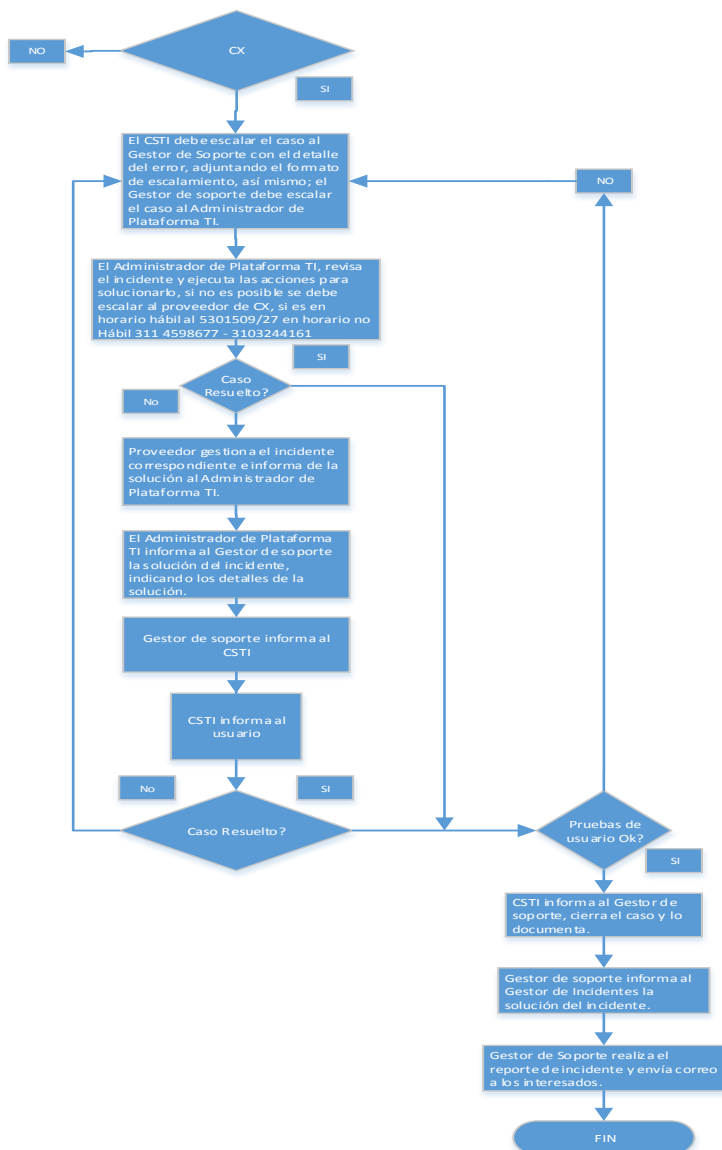 CX
NO
SI
El CSTI debe escalar el caso al
Gestor de Soporte con el detalle
del error, adjuntando el formato
de escalamiento, así mismo; el
Gestor de soporte debe escalar
el caso al Administrador de
Plataforma TI.
NO
El Administrador de Plataforma TI, revisa
el incidente y ejecuta las acciones para
solucionarlo, si no es posible se debe
escalar al proveedor de CX, si es en
horario hábil al 5301509/27 en horario no
Hábil 311 4598677 - 3103244161
SI
Caso
Resuelto?
No
Proveedor gestiona el incidente
correspondiente e informa de la
solución al Administrador de
Plataforma TI.
El Administrador de Plataforma
TI informa al Gestor de soporte
la solución del incidente,
indicando los detalles de la
solución.
Gestor de soporte informa al
CSTI
CSTI informa al
usuario
No
SI
Caso Resuelto?
Pruebas de
usuario Ok?
SI
CSTI informa al Gestor de
soporte, cierra el caso y lo
documenta.
Gestor de soporte informa al
Gestor de Incidentes la
solución del incidente.
Gestor de Soporte realiza el
reporte de incidente y envía correo
a los interesados.
FIN